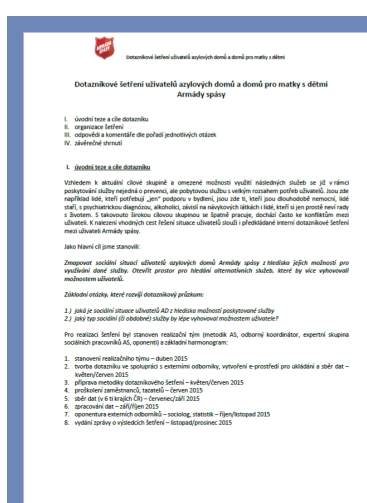 ARMÁDA SPÁSY
Dotazníkové šetření uživatelů azylových domů a domů pro matky s dětmi
Dotazníkové šetření uživatelů azylových domů a domů pro matky s dětmi
Armády spásy
I. úvodní teze a cíle dotazníku
II. organizace šetření
III. odpovědi a komentáře dle pořadí jednotlivých otázek
IV. závěrečné shrnutí
I. úvodní teze a cíle dotazníku
Vzhledem k aktuální cílové skupině a omezené možnosti využití následných služeb se již v rámci
poskytování služby nejedná o prevenci, ale pobytovou službu s velkým rozsahem potřeb uživatelů. Jsou zde
například lidé, kteří potřebují „jen" podporu v bydlení, jsou zde ti, kteří jsou dlouhodobě nemocní, lidé
staří, s psychiatrickou diagnózou, alkoholici, závislí na návykových látkách i lidé, kteří si jen prostě neví rady
s životem. S takovouto širokou cílovou skupinou se špatně pracuje, dochází často ke konfliktům mezi
uživateli. K nalezení vhodných cest řešení situace uživatelů slouží i předkládané interní dotazníkové šetření
mezi uživateli Armády spásy.
Jako hlavní cíl jsme stanovili:
Zmapovat sociální situaci uživatelů azylových domů Armády spásy z hlediska jejich možností pro
využívání dané služby. Otevřít prostor pro hledání alternativních služeb, které by více vyhovovali
možnostem uživatelů.
Základní otázky, které rozvíjí dotazníkový průzkum:
1.) jaká je sociální situace uživatelů AD z hlediska možností poskytované služby
2.) jaký typ sociální (či obdobné) služby by lépe vyhovoval možnostem uživatele?
Pro realizaci šetření byl stanoven realizační tým (metodik AS, odborný koordinátor, expertní skupina
sociálních pracovníků AS, oponenti) a základní harmonogram:
1. stanovení realizačního týmu – duben 2015
2. tvorba dotazníku ve spolupráci s externími odborníky, vytvoření e-prostředí pro ukládání a sběr dat –
květen/červen 2015
3. příprava metodiky dotazníkového šetření – květen/červen 2015
4. proškolení zaměstnanců, tazatelů – červen 2015
5. sběr dat (v 6 ti krajích ČR) – červenec/září 2015
6. zpracování dat – září/říjen 2015
7. oponentura externích odborníků – sociolog, statistik – říjen/listopad 2015
8. vydání zprávy o výsledcích šetření – listopad/prosinec 2015